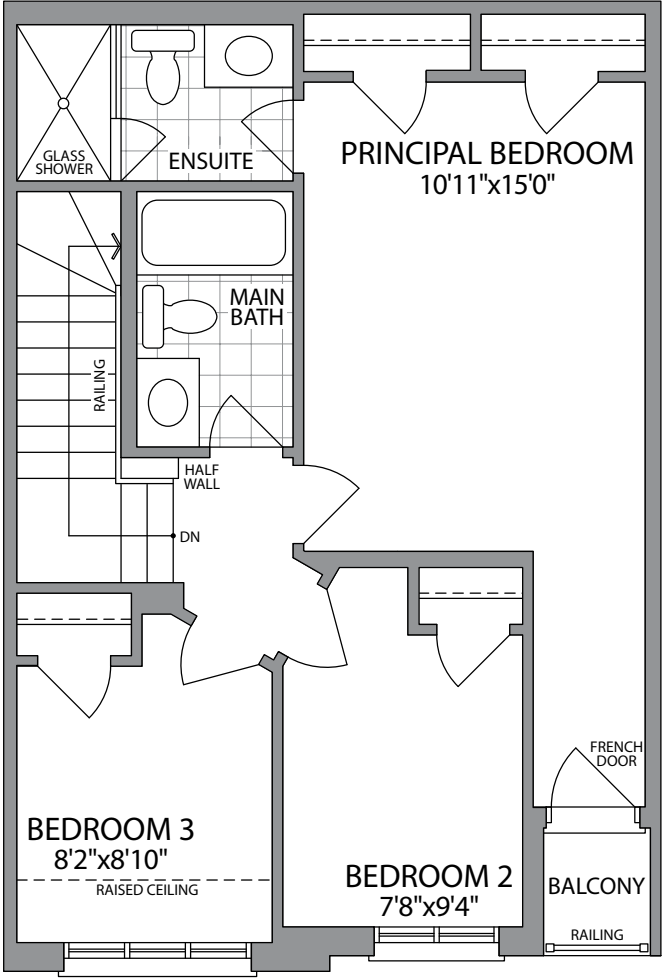 GLASS
SHOWER
ENSUITE
PRINCIPAL BEDROOM
10'11"x15'0"
MAIN
BATH
RAILING
HALF
WALL
DN
FRENCH
DOOR
BEDROOM 3
8'2"x8'10"
RAISED CEILING
BEDROOM 2
7'8"x9'4"
BALCONY
RAILING